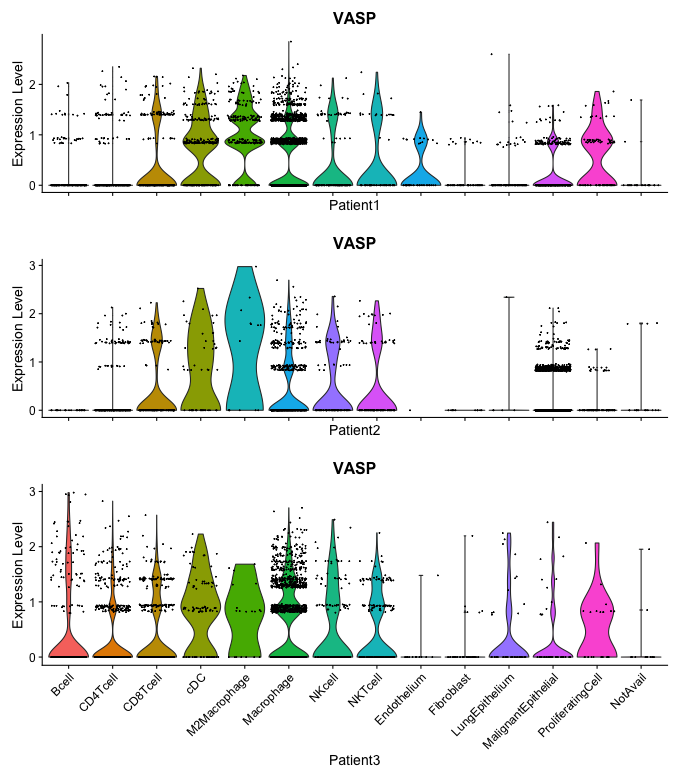 VASP
Expression Level
2
1
0
Patient1
VASP
Expression Level
3
2
1
0
Patient2
VASP
Expression Level
3
2
1
0
Bcell
CD4Tcell
CD8Tcell
cDC
M2Macrophage
Macrophage
NKcell
NKTcell
Endothelium
Fibroblast
LungEpithelium
MalignantEpithelial
ProliferatingCell
NotAvail
Patient3